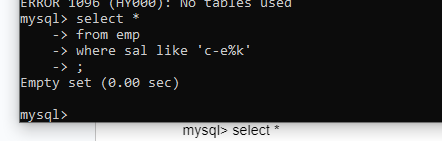 ERROR 1096 (HY000): No tables used
mysql> select *
    -> from emp
    -> where sal like 'c-e%k'
    -> ;
Empty set (0.00 sec)
mysql>
mysql> select *